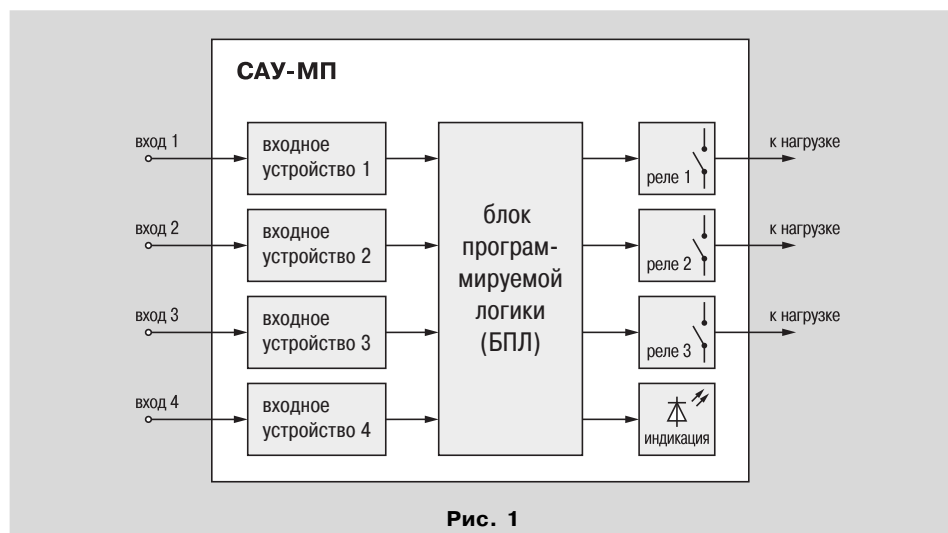 САУ-МП
вход 1
входное
устройство 1
реле 1
к нагрузке
вход 2
входное
устройство 2
блок
програм-
мируемой
логики
(БПЛ)
реле 2
к нагрузке
вход 3
входное
устройство 3
реле 3
к нагрузке
вход 4
входное
устройство 4
индикация
Рис. 1